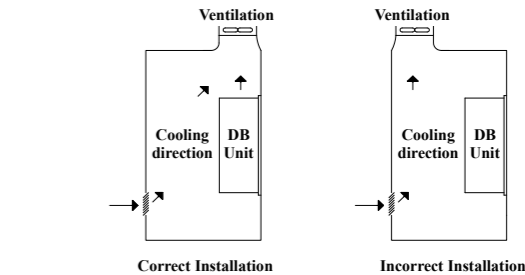 Ventilation
Ventilation
Cooling direction
DB Unit
Cooling direction
DB Unit
Correct Installation
Incorrect Installation